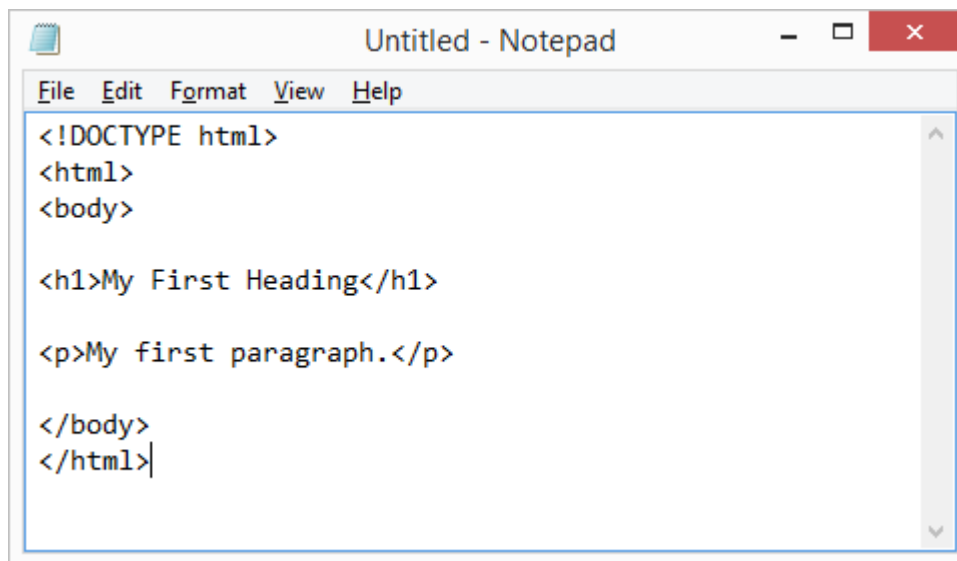 Untitled - Notepad
File Edit Format View Help
<!DOCTYPE html>
<html>
<body>
<h1>My First Heading</h1>
<p>My first paragraph.</p>
</body>
</html>